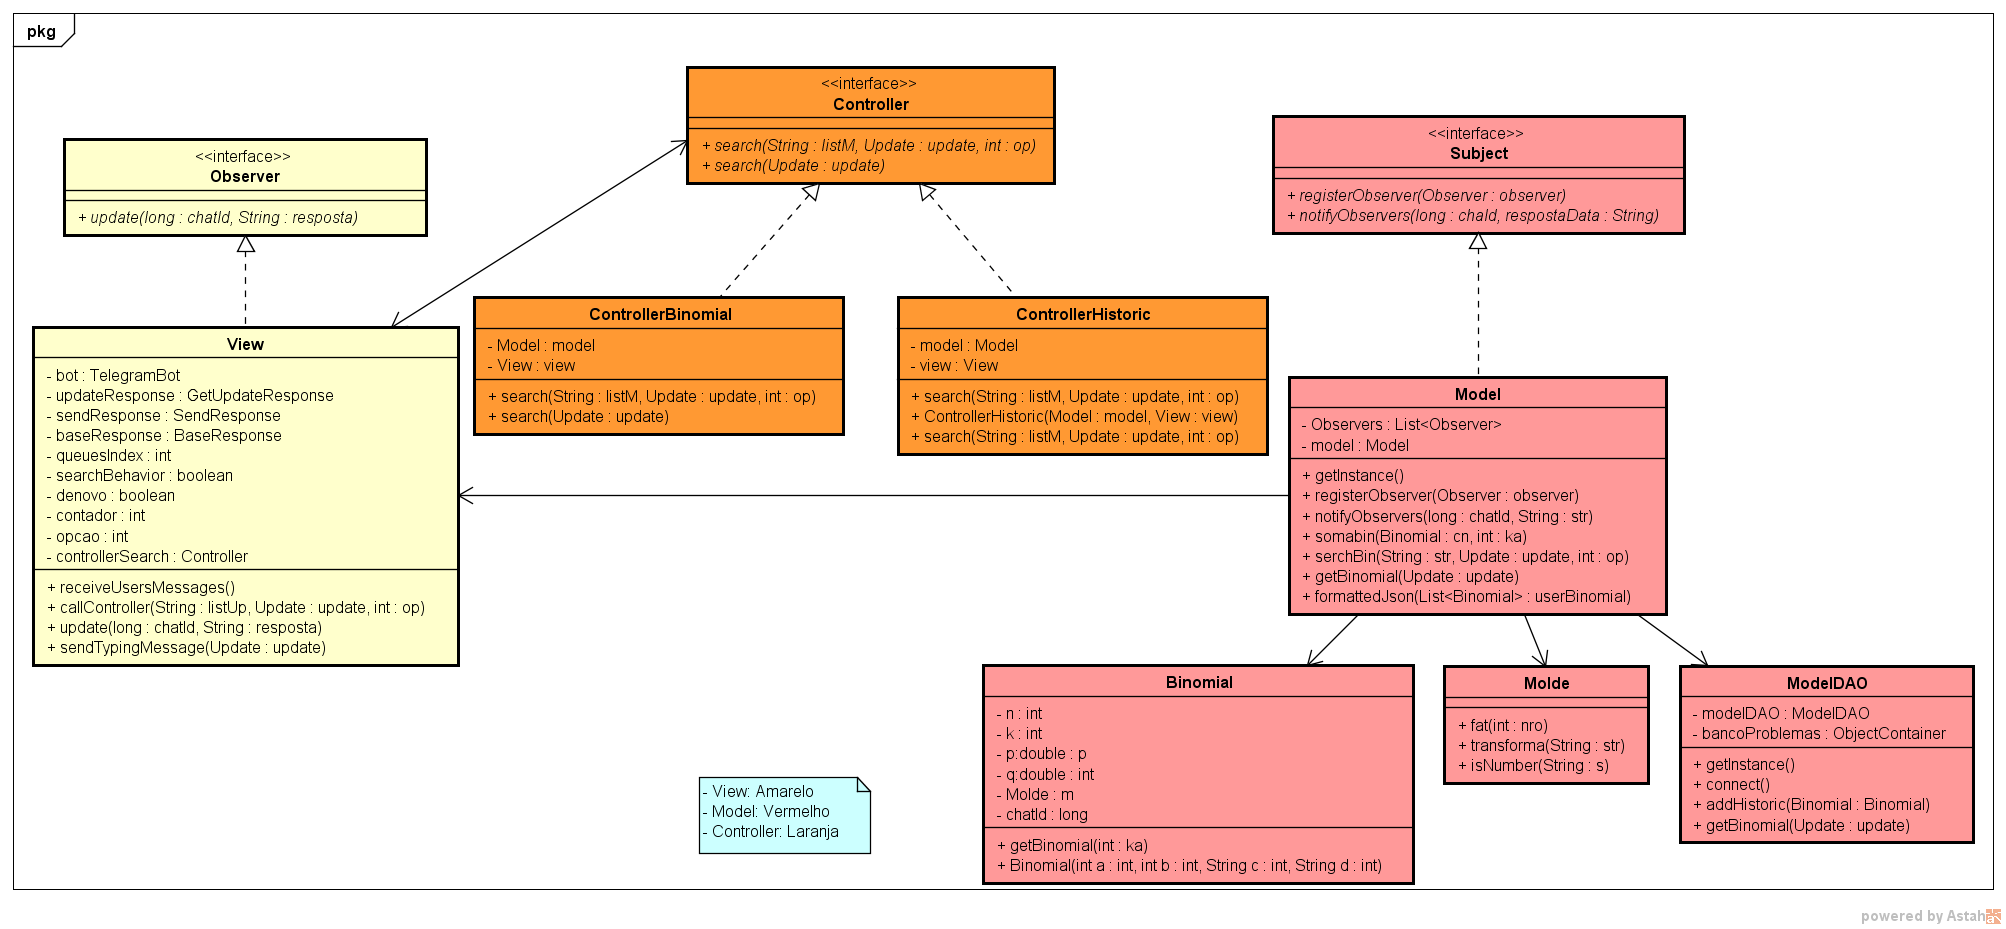 pkg
<<interface>>
Controller
+ search(String : listM, Update : update, int : op)
+ search(Update : update)
<<interface>>
Subject
+ registerObserver(Observer : observer)
+ notifyObservers(long : chaId, respostaData : String)
<<interface>>
Observer
+ update(long : chatId, String : resposta)
ControllerBinomial
- Model : model
- View : view
+ search(String : listM, Update : update, int : op)
+ search(Update : update)
ControllerHistoric
- model : Model
- view : View
+ search(String : listM, Update : update, int : op)
+ ControllerHistoric(Model : model, View : view)
+ search(String : listM, Update : update, int : op)
View
- bot : TelegramBot
- updateResponse : GetUpdateResponse
- sendResponse : SendResponse
- baseResponse : BaseResponse
- queuesIndex : int
- searchBehavior : boolean
- denovo : boolean
- contador : int
- opcao : int
- controllerSearch : Controller
+ receiveUsersMessages()
+ callController(String : listUp, Update : update, int : op)
+ update(long : chatId, String : resposta)
+ sendTypingMessage(Update : update)
Model
- Observers : List<Observer>
- model : Model
+ getInstance()
+ registerObserver(Observer : observer)
+ notifyObservers(long : chatId, String : str)
+ somabin(Binomial : cn, int : ka)
+ serchBin(String : str, Update : update, int : op)
+ getBinomial(Update : update)
+ formattedJson(List<Binomial> : userBinomial)
Binomial
- n : int
- k : int
- p:double : p
- q:double : int
- Molde : m
- chatId : long
+ getBinomial(int : ka)
+ Binomial(int a : int, int b : int, String c : int, String d : int)
Molde
+ fat(int : nro)
+ transforma(String : str)
+ isNumber(String : s)
ModelDAO
- modelDAO : ModelDAO
- bancoProblemas : ObjectContainer
+ getInstance()
+ connect()
+ addHistoric(Binomial : Binomial)
+ getBinomial(Update : update)
- View: Amarelo
- Model: Vermelho
- Controller: Laranja
powered by Astah